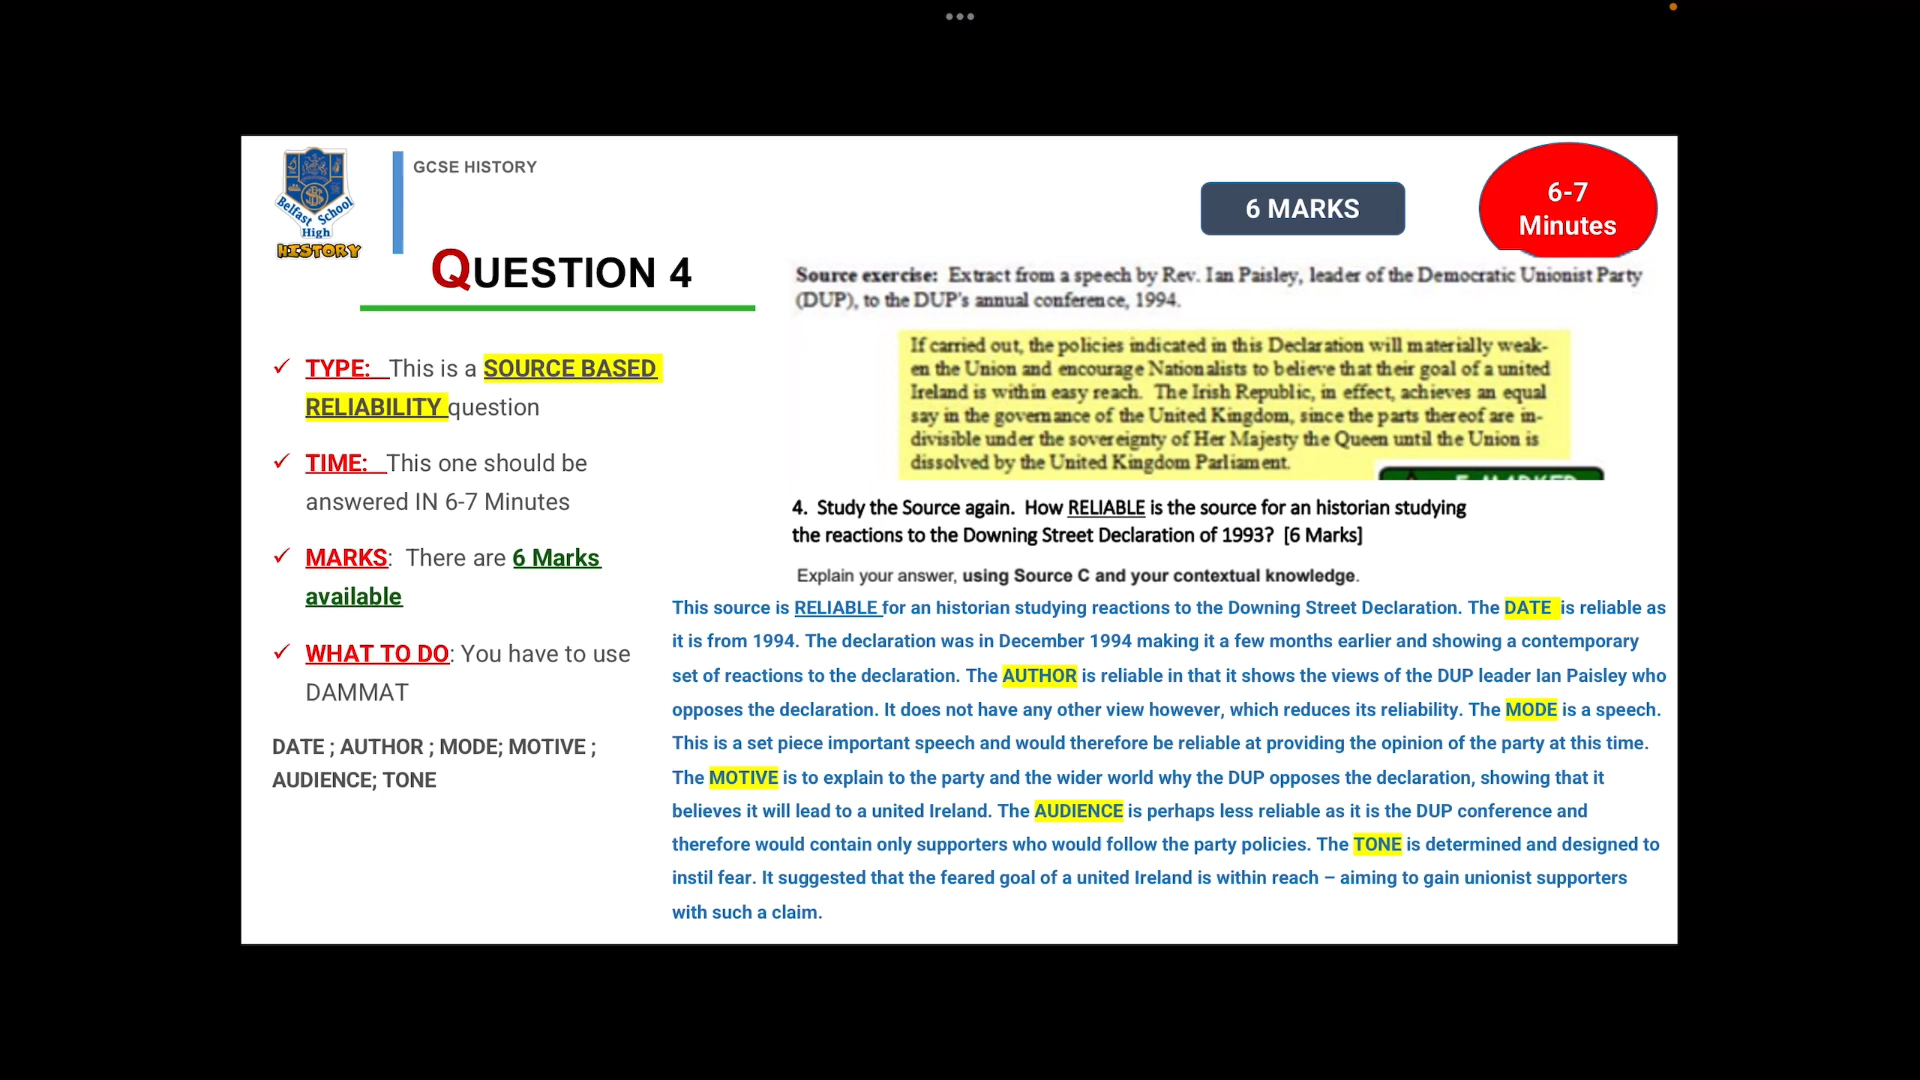 Belfast School
High
HISTORY
GCSE HISTORY
QUESTION 4
6 MARKS
6-7
Minutes
✓ TYPE: This is a SOURCE BASED
RELIABILITY question
✓ TIME: This one should be
answered IN 6-7 Minutes
✓ MARKS: There are 6 Marks
available
✓ WHAT TO DO: You have to use
DAMMAT
DATE ; AUTHOR ; MODE; MOTIVE ;
AUDIENCE; TONE
Source exercise: Extract from a speech by Rev. Ian Paisley, leader of the Democratic Unionist Party
(DUP), to the DUP's annual conference, 1994.
If carried out, the policies indicated in this Declaration will materially weak-
en the Union and encourage Nationalists to believe that their goal of a united
Ireland is within easy reach. The Irish Republic, in effect, achieves an equal
say in the governance of the United Kingdom, since the parts thereof are in-
divisible under the sovereignty of Her Majesty the Queen until the Union is
dissolved by the United Kingdom Parliament.
4. Study the Source again. How RELIABLE is the source for an historian studying
the reactions to the Downing Street Declaration of 1993? [6 Marks]
Explain your answer, using Source C and your contextual knowledge.
This source is RELIABLE for an historian studying reactions to the Downing Street Declaration. The DATE is reliable as
it is from 1994. The declaration was in December 1994 making it a few months earlier and showing a contemporary
set of reactions to the declaration. The AUTHOR is reliable in that it shows the views of the DUP leader Ian Paisley who
opposes the declaration. It does not have any other view however, which reduces its reliability. The MODE is a speech.
This is a set piece important speech and would therefore be reliable at providing the opinion of the party at this time.
The MOTIVE is to explain to the party and the wider world why the DUP opposes the declaration, showing that it
believes it will lead to a united Ireland. The AUDIENCE is perhaps less reliable as it is the DUP conference and
therefore would contain only supporters who would follow the party policies. The TONE is determined and designed to
instil fear. It suggested that the feared goal of a united Ireland is within reach – aiming to gain unionist supporters
with such a claim.